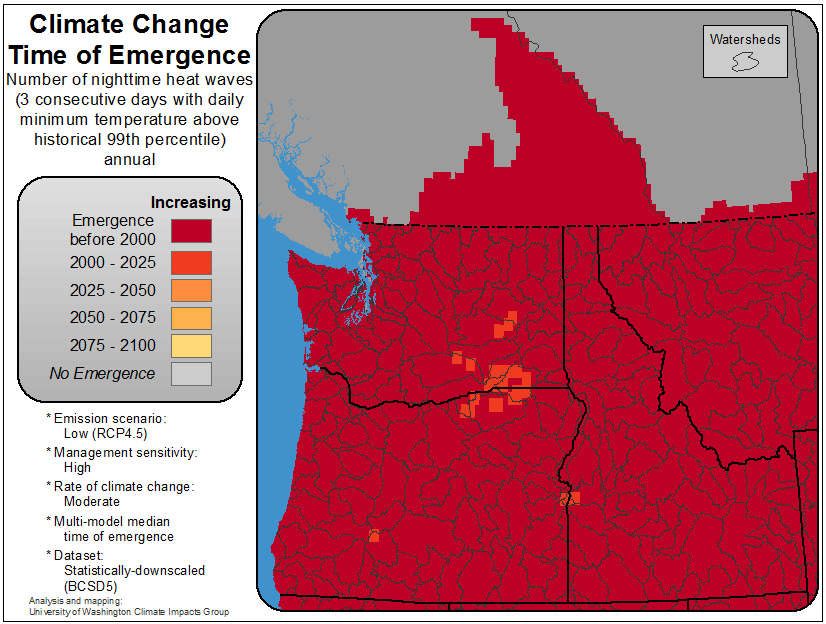 Climate Change
Time of Emergence
Number of nighttime heat waves
(3 consecutive days with daily
minimum temperature above
historical 99th percentile)
annual
Increasing
Emergence
before 2000
2000 - 2025
2025 - 2050
2050 - 2075
2075 - 2100
No Emergence
* Emission scenario:
Low (RCP4.5)
* Management sensitivity:
High
* Rate of climate change:
Moderate
* Multi-model median
time of emergence
* Dataset:
Statistically-downscaled
(BCSD5)
Analysis and mapping:
University of Washington Climate Impacts Group
Watersheds